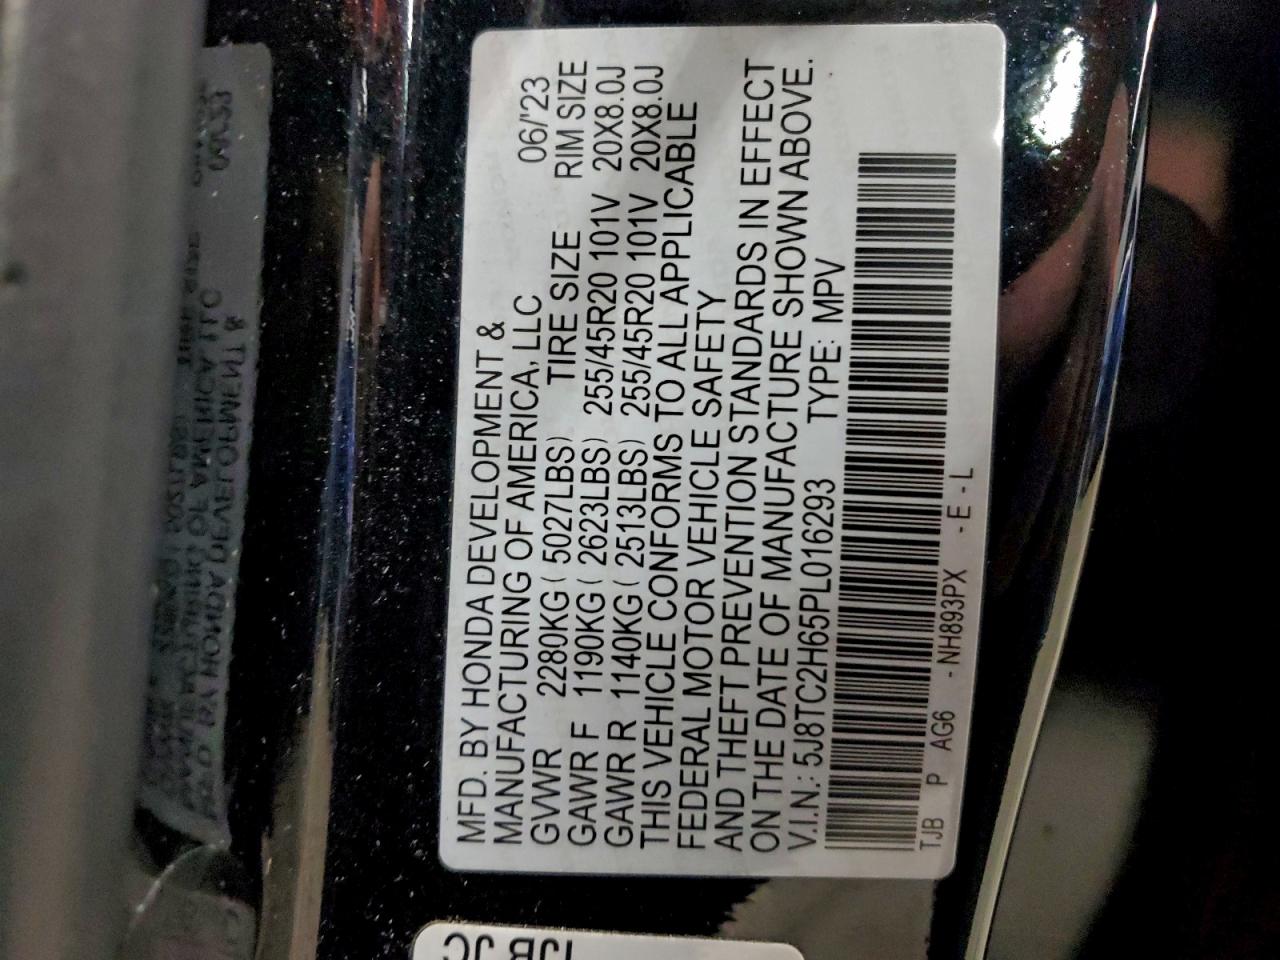 MFD. BY HONDA DEVELOPMENT &
MANUFACTURING OF AMERICA, LLC 06/'23
GVWR 2280KG ( 5027LBS) TIRE SIZE RIM SIZE
GAWR F 1190KG ( 2623LBS) 255/45R20 101V 20X8.0J
GAWR R 1140KG ( 2513LBS) 255/45R20 101V 20X8.0J
THIS VEHICLE CONFORMS TO ALL APPLICABLE
FEDERAL MOTOR VEHICLE SAFETY
AND THEFT PREVENTION STANDARDS IN EFFECT
ON THE DATE OF MANUFACTURE SHOWN ABOVE.
V.I.N.: 5J8TC2H65PL016293 TYPE: MPV
TJB P AG6 - NH893PX - E - L